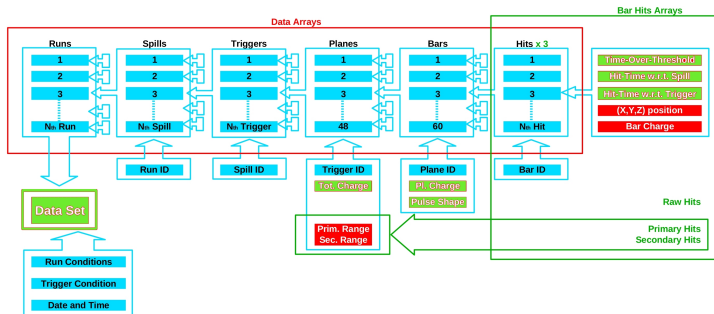 Data Arrays
Bar Hits Arrays
Runs
1
2
3
Nth Run
Spills
1
2
3
Nth Spill
Triggers
1
2
3
Nth Trigger
Planes
1
2
3
48
Bars
1
2
3
60
Hits x 3
1
2
3
Nth Hit
Time-Over-Threshold
Hit-Time w.r.t. Spill
Hit-Time w.r.t. Trigger
(X,Y,Z) position
Bar Charge
Run ID
Spill ID
Trigger ID
Tot. Charge
Prim. Range
Sec. Range
Plane ID
Pl. Charge
Pulse Shape
Bar ID
Raw Hits
Primary Hits
Secondary Hits
Data Set
Run Conditions
Trigger Condition
Date and Time